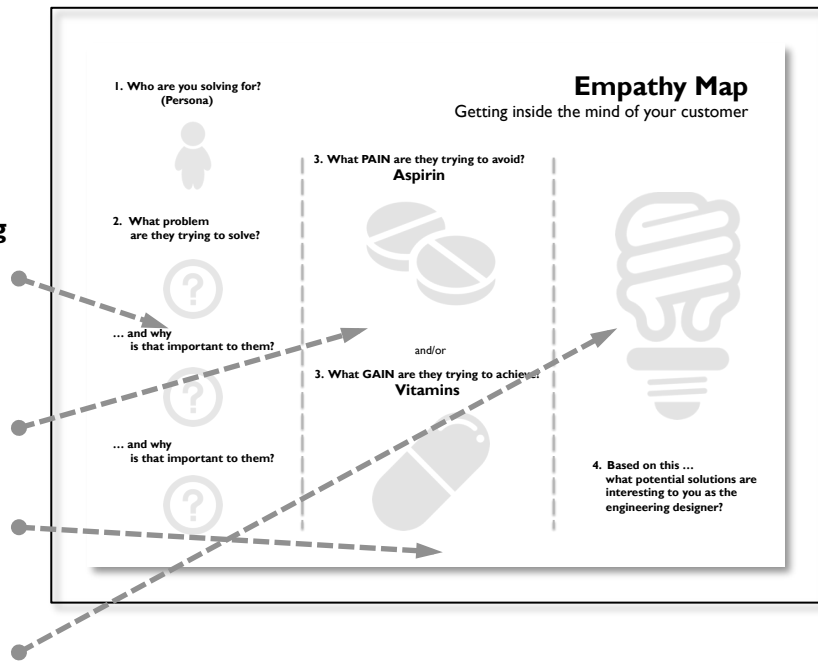 Empathy Map
Getting inside the mind of your customer
1. Who are you solving for?
(Persona)
2. What problem
are they trying to solve?
?
... and why
is that important to them?
?
... and why
is that important to them?
?
3. What PAIN are they trying to avoid?
Aspirin
and/or
3. What GAIN are they trying to achieve?
Vitamins
4. Based on this ...
what potential solutions are
interesting to you as the
engineering designer?
g